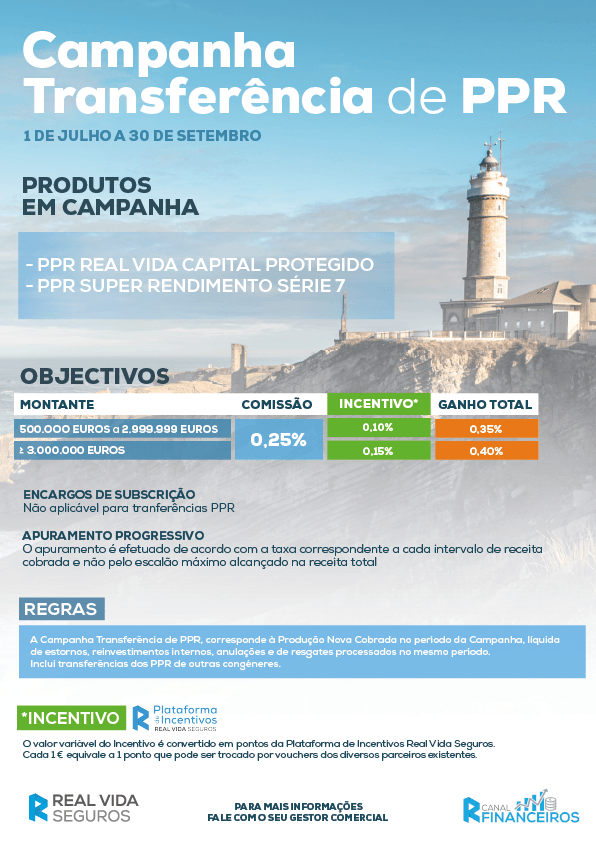 Campanha
Transferência de PPR
1 DE JULHO A 30 DE SETEMBRO
PRODUTOS
EM CAMPANHA
- PPR REAL VIDA CAPITAL PROTEGIDO
- PPR SUPER RENDIMENTO SÉRIE 7
OBJECTIVOS
MONTANTE COMISSÃO INCENTIVO* GANHO TOTAL
500.000 EUROS a 2.999.999 EUROS 0,25% 0,10% 0,35%
≥ 3.000.000 EUROS 0,15% 0,40%
ENCARGOS DE SUBSCRIÇÃO
Não aplicável para tranferências PPR
APURAMENTO PROGRESSIVO
O apuramento é efetuado de acordo com a taxa correspondente a cada intervalo de receita
cobrada e não pelo escalão máximo alcançado na receita total
REGRAS
A Campanha Transferência de PPR, corresponde à Produção Nova Cobrada no período da Campanha, líquida
de estornos, reinvestimentos internos, anulações e de resgates processados no mesmo período.
Inclui transferências dos PPR de outras congéneres.
*INCENTIVO
Plataforma
de Incentivos
REAL VIDA SEGUROS
O valor variável do Incentivo é convertido em pontos da Plataforma de Incentivos Real Vida Seguros.
Cada 1 € equivale a 1 ponto que pode ser trocado por vouchers dos diversos parceiros existentes.
REAL VIDA
SEGUROS
PARA MAIS INFORMAÇÕES
FALE COM O SEU GESTOR COMERCIAL
CANAL
FINANCEIROS